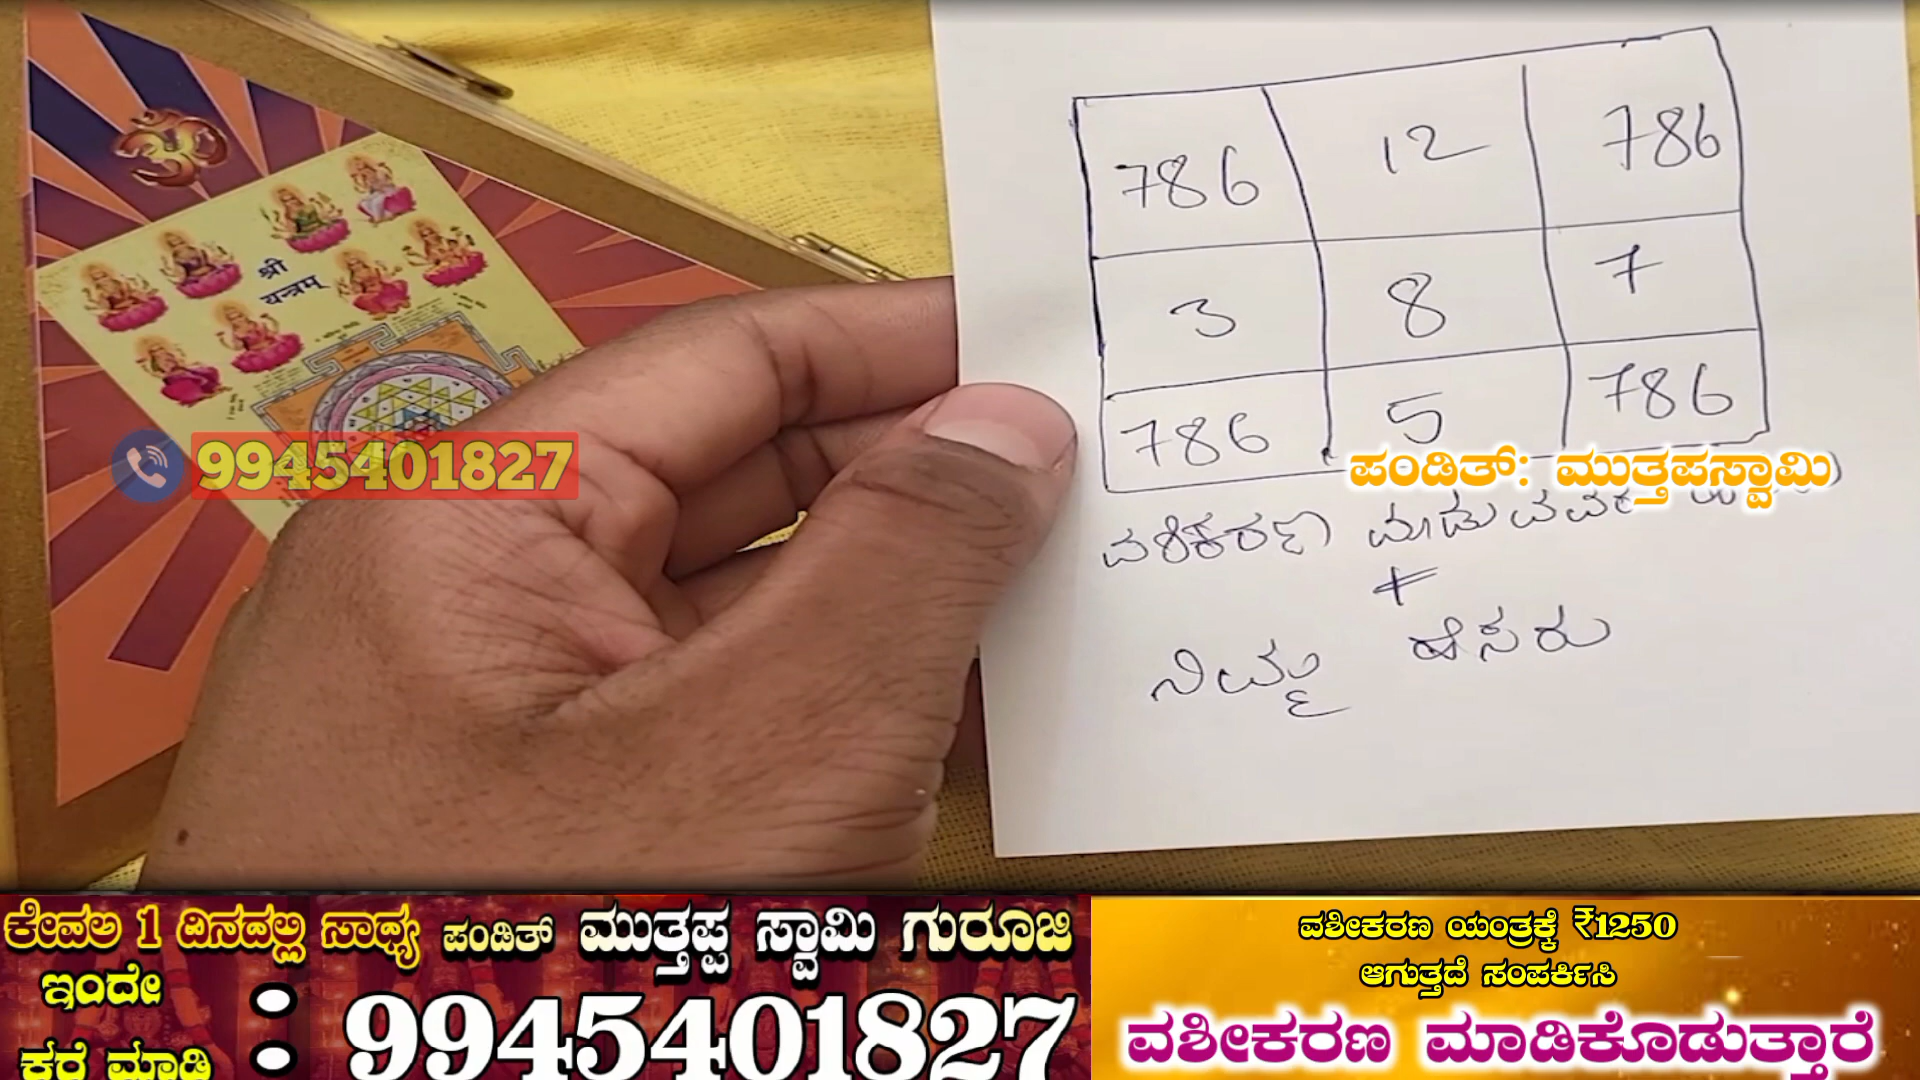 श्री
यन्त्रम्
9945401827
786 12 786
3 8 7
786 5 786
ಪಂಡಿತ್: ಮುತ್ತಪಸ್ವಾಮಿ
ವಶಿಕರಣ ಮಾಡುವವರ
+
ನಿಮ್ಮ ಹೆಸರು
ಕೇವಲ 1 ದಿನದಲ್ಲಿ ಸಾಧ್ಯ ಪಂಡಿತ್ ಮುತ್ತಪ್ಪ ಸ್ವಾಮಿ ಗುರೂಜಿ
ಇಂದೇ
ಕರೆ ಮಾಡಿ : 9945401827
ವಶೀಕರಣ ಯಂತ್ರಕ್ಕೆ ₹1250
ಆಗುತ್ತದೆ ಸಂಪರ್ಕಿಸಿ
ವಶೀಕರಣ ಮಾಡಿಕೊಡುತ್ತಾರೆ